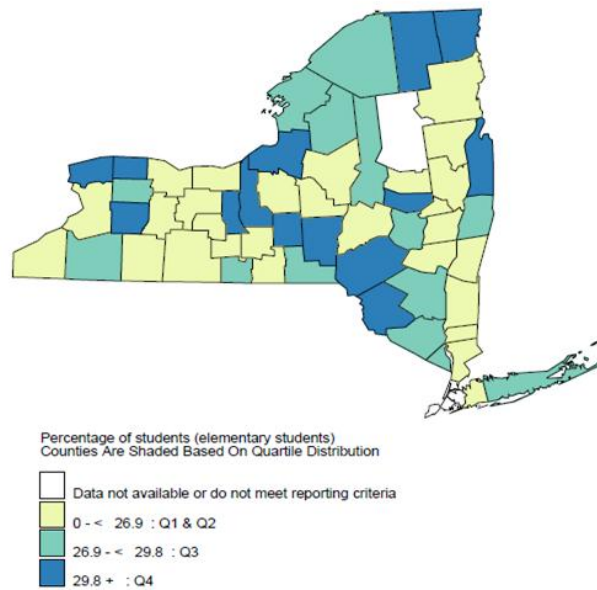 Percentage of students (elementary students)
Counties Are Shaded Based On Quartile Distribution
Data not available or do not meet reporting criteria
0 - < 26.9 : Q1 & Q2
26.9 - < 29.8 : Q3
29.8 + : Q4